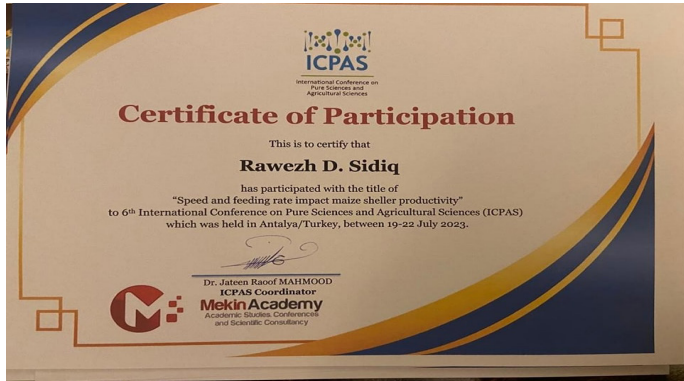 ICPAS
International Conference on
Pure Sciences and
Agricultural Sciences
Certificate of Participation
This is to certify that
Rawezh D. Sidiq
has participated with the title of
“Speed and feeding rate impact maize sheller productivity”
to 6th International Conference on Pure Sciences and Agricultural Sciences (ICPAS)
which was held in Antalya/Turkey, between 19-22 July 2023.
Dr. Jateen Raoof MAHMOOD
ICPAS Coordinator
Mekin Academy
Academic Studies, Conferences
and Scientific Consultancy